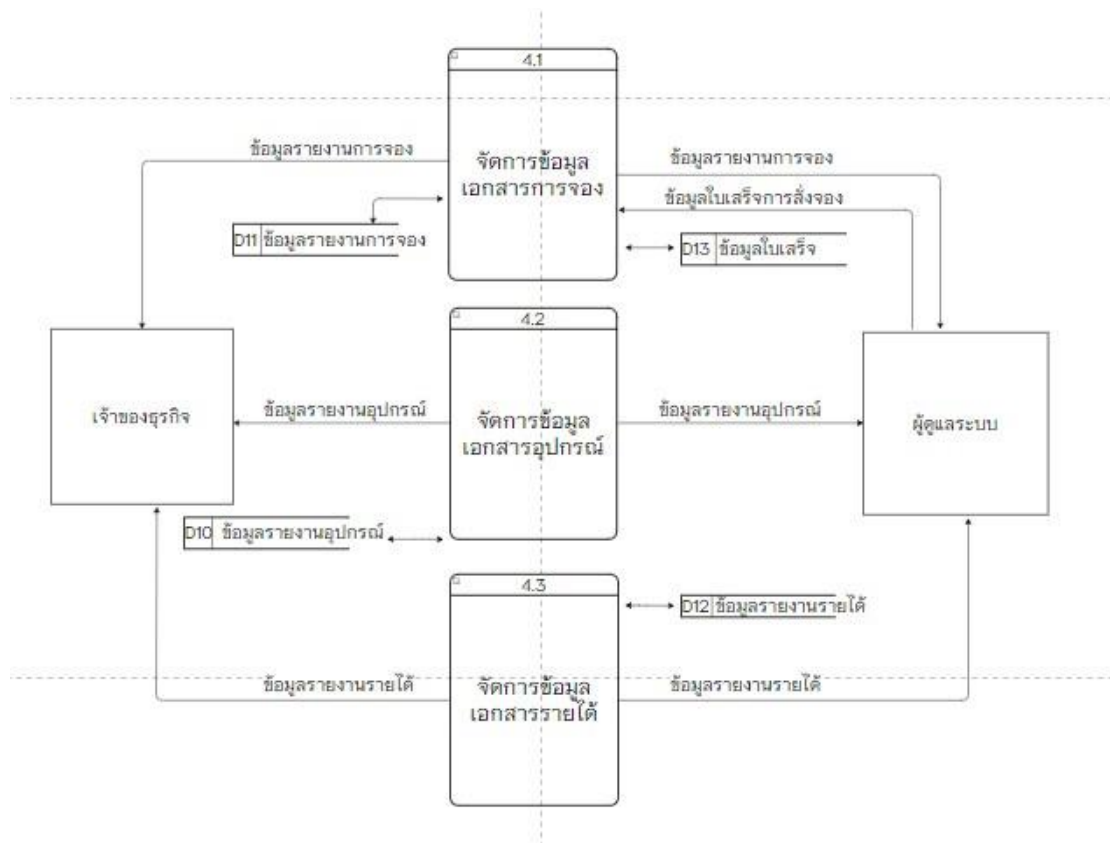 4.1
ข้อมูลรายงานการจอง
จัดการข้อมูล
เอกสารการจอง
ข้อมูลรายงานการจอง
ข้อมูลใบเสร็จการสั่งจอง
D11 ข้อมูลรายงานการจอง
D13 ข้อมูลใบเสร็จ
4.2
เจ้าของธุรกิจ
ข้อมูลรายงานอุปกรณ์
จัดการข้อมูล
เอกสารอุปกรณ์
ข้อมูลรายงานอุปกรณ์
ผู้ดูแลระบบ
D10 ข้อมูลรายงานอุปกรณ์
4.3
D12 ข้อมูลรายงานรายได้
ข้อมูลรายงานรายได้
จัดการข้อมูล
เอกสารรายได้
ข้อมูลรายงานรายได้